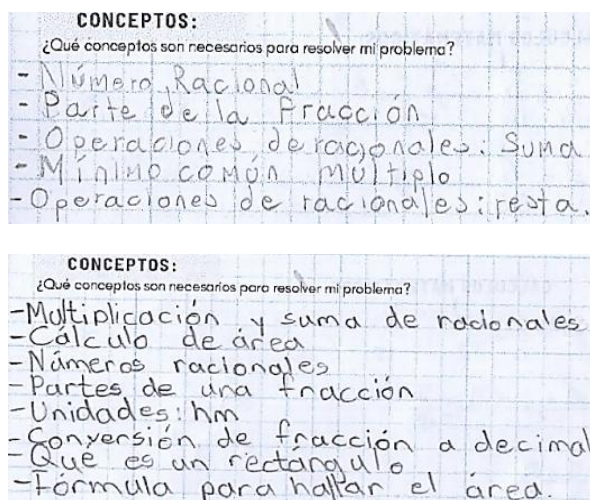 CONCEPTOS:
¿Qué conceptos son necesarios para resolver mi problema?
- Número Racional
- Parte de la fracción
- Operaciones de racionales: Suma
- Mínimo común múltiplo
- Operaciones de racionales: resta.
CONCEPTOS:
¿Qué conceptos son necesarios para resolver mi problema?
- Multiplicación y suma de racionales
- Cálculo de área
- Números racionales
- Partes de una fracción
- Unidades: hm
- Conversión de fracción a decimal
- Que es un rectángulo
- Fórmula para hallar el área